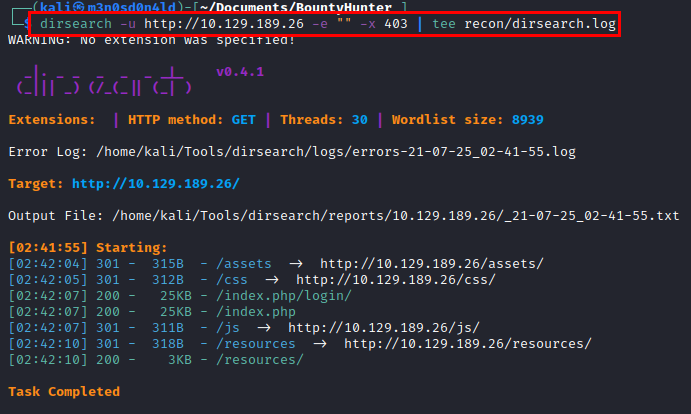 (kali㉿m3n0sd0n4ld)-[~/Documents/BountyHunter ]
$ dirsearch -u http://10.129.189.26 -e "" -x 403 | tee recon/dirsearch.log
WARNING: No extension was specified!
v0.4.1
Extensions:  | HTTP method: GET | Threads: 30 | Wordlist size: 8939
Error Log: /home/kali/Tools/dirsearch/logs/errors-21-07-25_02-41-55.log
Target: http://10.129.189.26/
Output File: /home/kali/Tools/dirsearch/reports/10.129.189.26/_21-07-25_02-41-55.txt
[02:41:55] Starting:
[02:42:04] 301 -  315B  - /assets  ->  http://10.129.189.26/assets/
[02:42:05] 301 -  312B  - /css  ->  http://10.129.189.26/css/
[02:42:07] 200 -   25KB - /index.php/login/
[02:42:07] 200 -   25KB - /index.php
[02:42:07] 301 -  311B  - /js  ->  http://10.129.189.26/js/
[02:42:10] 301 -  318B  - /resources  ->  http://10.129.189.26/resources/
[02:42:10] 200 -    3KB - /resources/
Task Completed